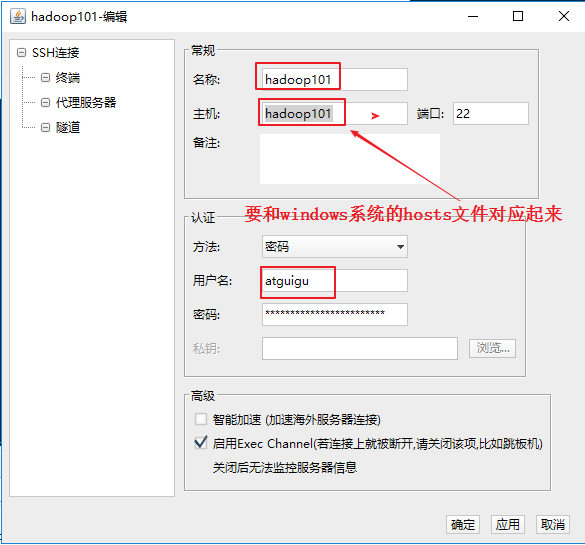 hadoop101-编辑
SSH连接
终端
代理服务器
隧道
常规
名称: hadoop101
主机: hadoop101 端口: 22
备注:
要和windows系统的hosts文件对应起来
认证
方法: 密码
用户名: atguigu
密码: ************************
私钥: 浏览...
高级
智能加速 (加速海外服务器连接)
启用Exec Channel(若连接上就被断开,请关闭该项,比如跳板机)
关闭后无法监控服务器信息
确定 应用 取消